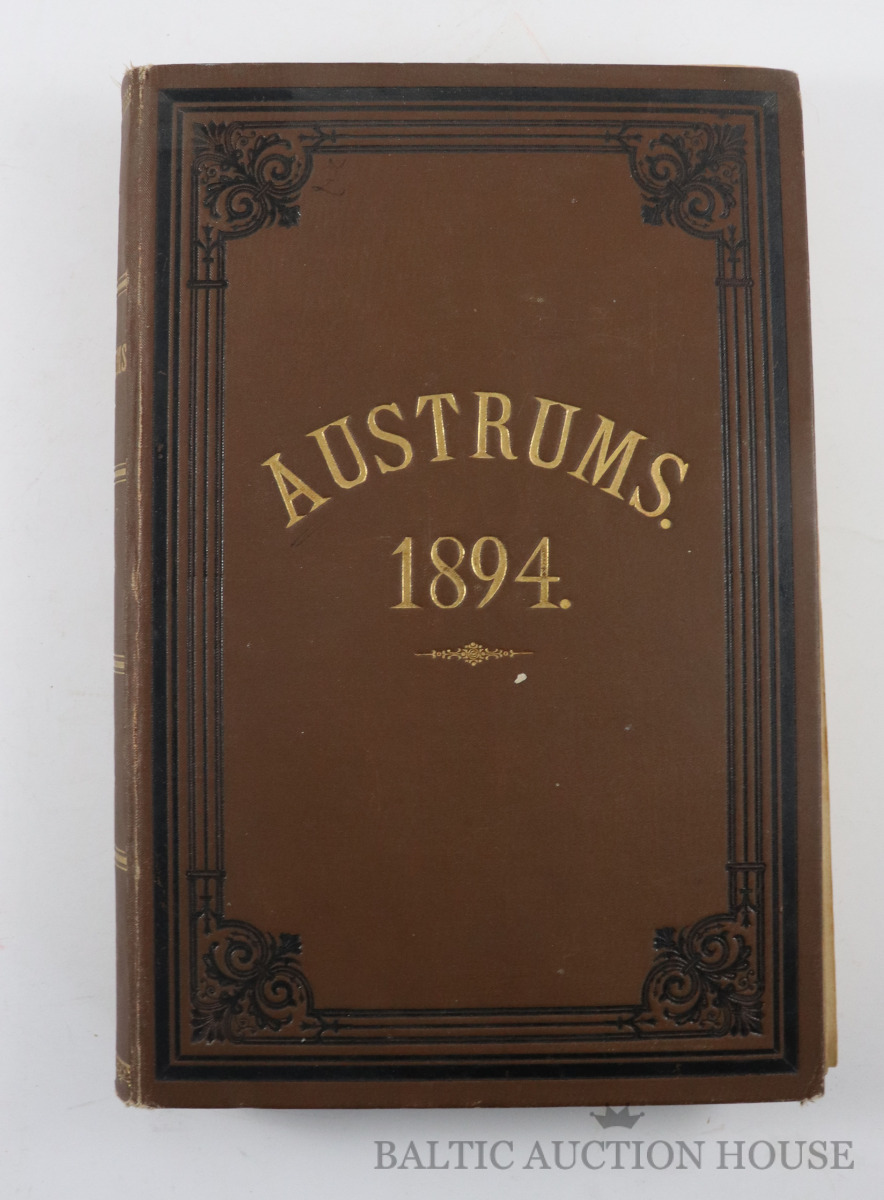 AUSTRUMS.
1894.
BALTIC AUCTION HOUSE